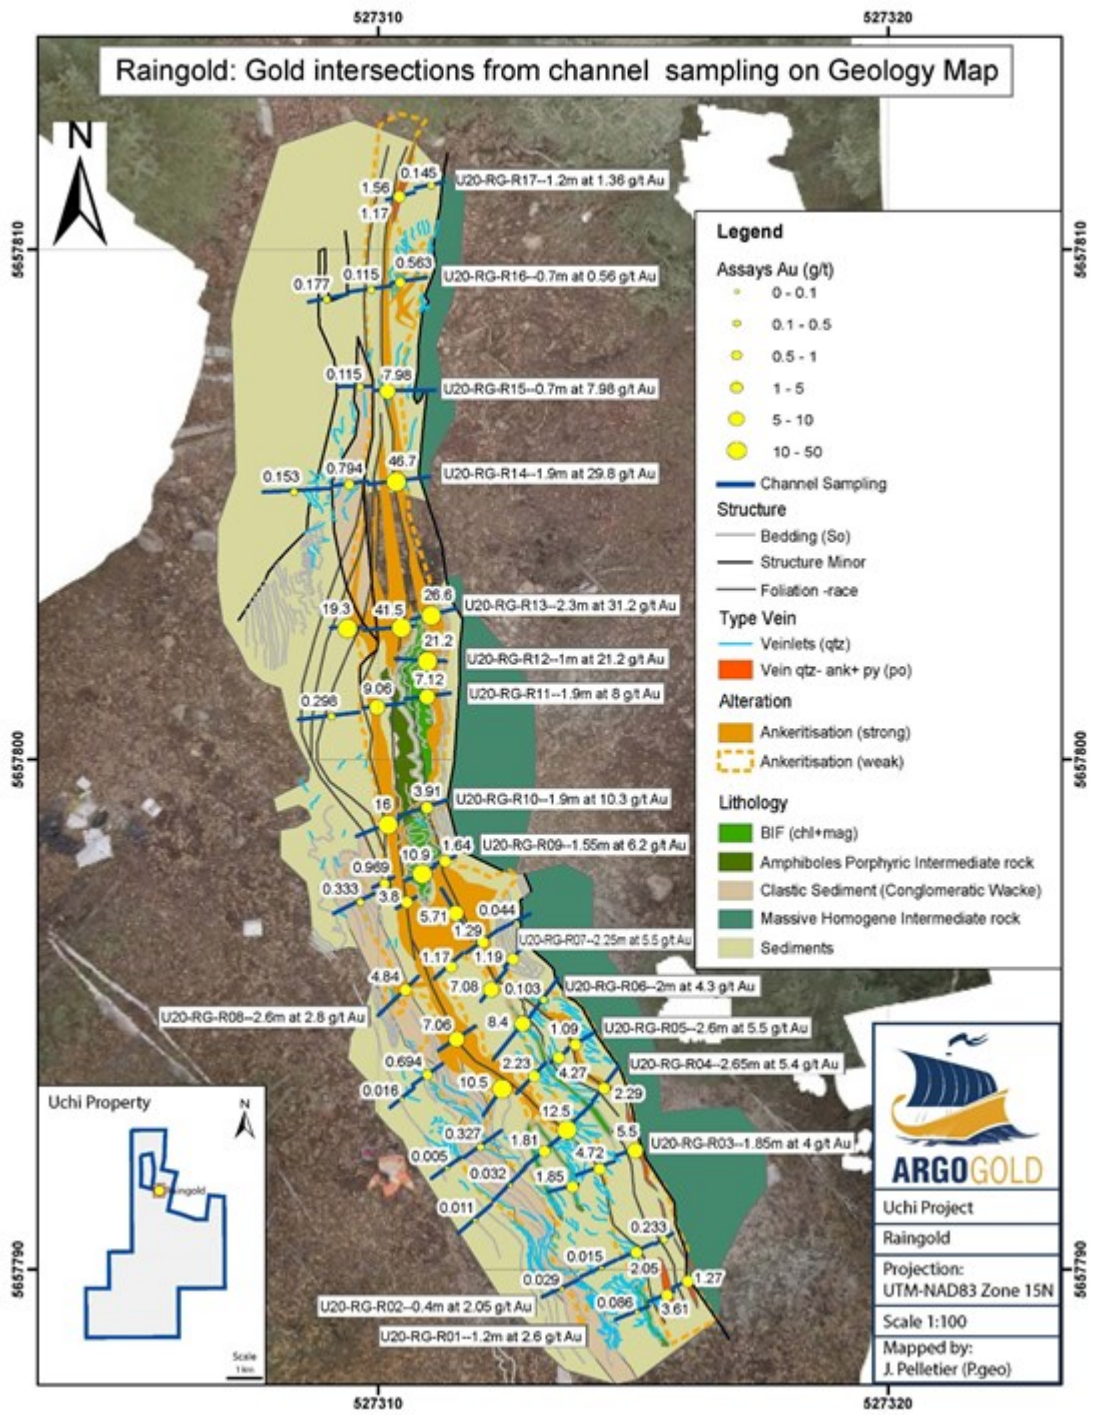 527310
527320
Raingold: Gold intersections from channel sampling on Geology Map
N
0.145
U20-RG-R17--1.2m at 1.36 g/t Au
1.56
1.17
5657810
5657810
0.563
0.115
U20-RG-R16--0.7m at 0.56 g/t Au
0.177
0.115
7.98
U20-RG-R15--0.7m at 7.98 g/t Au
46.7
0.794
0.153
U20-RG-R14--1.9m at 29.8 g/t Au
26.6
19.3
41.5
U20-RG-R13--2.3m at 31.2 g/t Au
21.2
U20-RG-R12--1m at 21.2 g/t Au
7.12
9.06
U20-RG-R11--1.9m at 8 g/t Au
0.298
5657800
5657800
3.91
U20-RG-R10--1.9m at 10.3 g/t Au
16
1.64
U20-RG-R09--1.55m at 6.2 g/t Au
10.9
0.969
0.333
3.8
5.71
0.044
1.29
U20-RG-R07--2.25m at 5.5 g/t Au
1.17
1.19
4.84
7.08
0.103
U20-RG-R06--2m at 4.3 g/t Au
U20-RG-R08--2.6m at 2.8 g/t Au
7.06
8.4
1.09
U20-RG-R05--2.6m at 5.5 g/t Au
0.694
2.23
4.27
U20-RG-R04--2.65m at 5.4 g/t Au
0.016
10.5
2.29
12.5
0.327
1.81
5.5
U20-RG-R03--1.85m at 4 g/t Au
0.005
4.72
0.032
1.85
0.011
0.233
0.015
2.05
0.029
1.27
0.086
3.61
U20-RG-R02--0.4m at 2.05 g/t Au
U20-RG-R01--1.2m at 2.6 g/t Au
5657790
5657790
Legend
Assays Au (g/t)
0 - 0.1
0.1 - 0.5
0.5 - 1
1 - 5
5 - 10
10 - 50
Channel Sampling
Structure
Bedding (So)
Structure Minor
Foliation -race
Type Vein
Veinlets (qtz)
Vein qtz- ank+ py (po)
Alteration
Ankeritisation (strong)
Ankeritisation (weak)
Lithology
BIF (chl+mag)
Amphiboles Porphyric Intermediate rock
Clastic Sediment (Conglomeratic Wacke)
Massive Homogene Intermediate rock
Sediments
Uchi Property
N
Raingold
Scale
1 km
ARGOGOLD
Uchi Project
Raingold
Projection:
UTM-NAD83 Zone 15N
Scale 1:100
Mapped by:
J. Pelletier (P.geo)
527310
527320